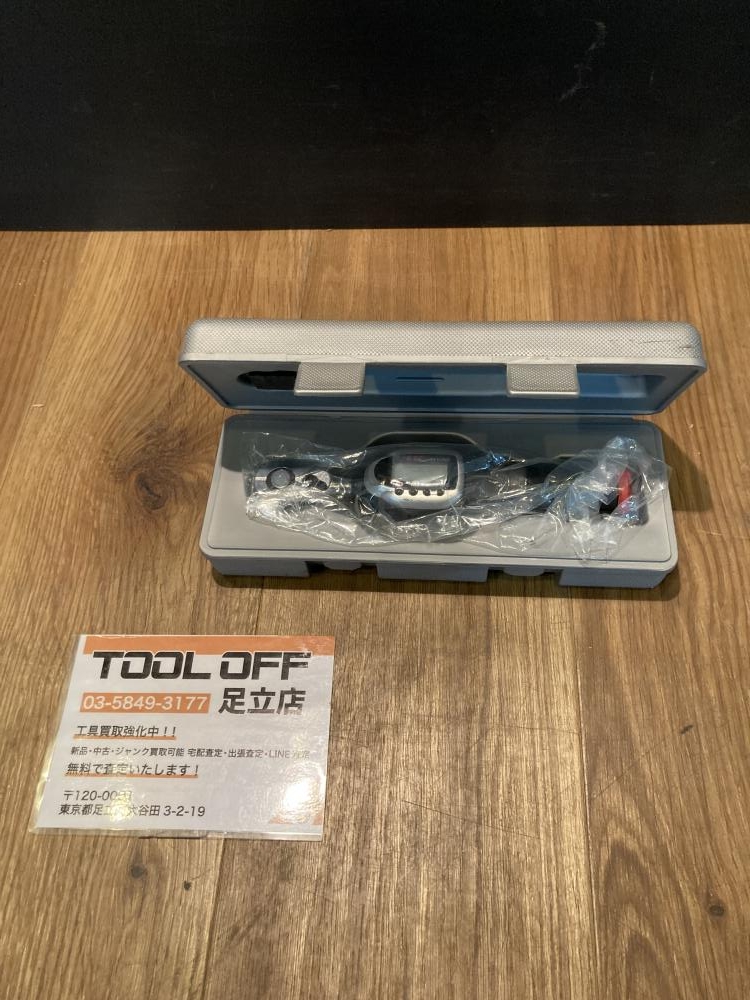 TOOL OFF
03-5849-3177 足立店
工具買取強化中!!
新品・中古・ジャンク買取可能 宅配査定・出張査定・LINE査定
無料で査定いたします!
〒120-0001
東京都足立区大谷田 3-2-19